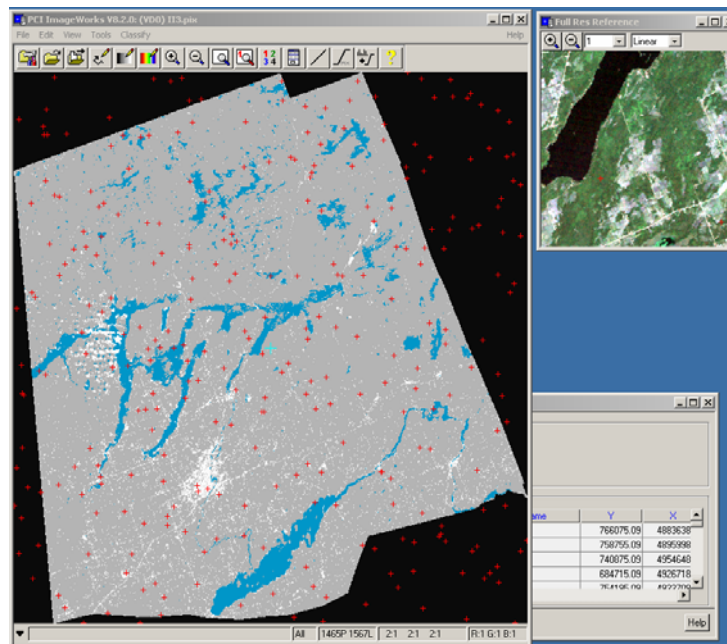 PCI ImageWorks V8.2.0: (VD0) II3.pix
File Edit View Tools Classify Help
All 1465P 1567L 2:1 2:1 2:1 R:1 G:1 B:1
Full Res Reference
1 Linear
Y X
766075.09 4883638
758755.09 4895998
740875.09 4954648
684715.09 4926718
Help